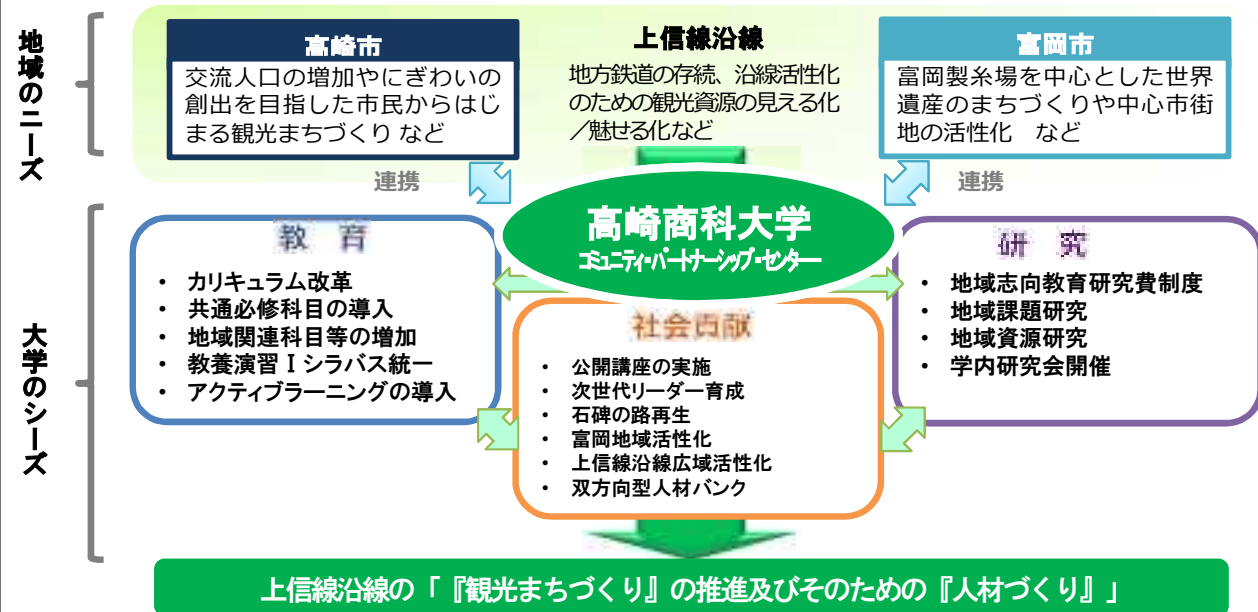 地域のニーズ
高崎市
交流人口の増加やにぎわいの
創出を目指した市民からはじ
まる観光まちづくり など
上信線沿線
地方鉄道の存続、沿線活性化
のための観光資源の見える化
／魅せる化など
富岡市
富岡製糸場を中心とした世界
遺産のまちづくりや中心市街
地の活性化　など
連携
連携
高崎商科大学
コミュニティ・パートナーシップ・センター
大学のシーズ
教 育
・ カリキュラム改革
・ 共通必修科目の導入
・ 地域関連科目等の増加
・ 教養演習Ⅰシラバス統一
・ アクティブラーニングの導入
社会貢献
・ 公開講座の実施
・ 次世代リーダー育成
・ 石碑の路再生
・ 富岡地域活性化
・ 上信線沿線広域活性化
・ 双方向型人材バンク
研 究
・ 地域志向教育研究費制度
・ 地域課題研究
・ 地域資源研究
・ 学内研究会開催
上信線沿線の「『観光まちづくり』の推進及びそのための『人材づくり』」